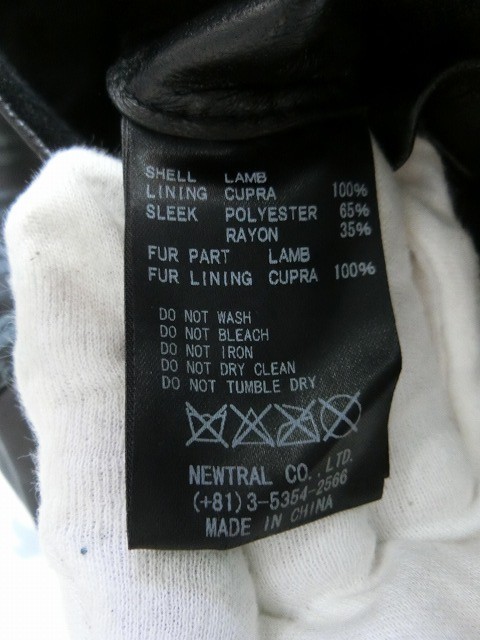 SHELL LAMB
LINING CUPRA 100%
SLEEK POLYESTER 65%
RAYON 35%
FUR PART LAMB
FUR LINING CUPRA 100%
DO NOT WASH
DO NOT BLEACH
DO NOT IRON
DO NOT DRY CLEAN
DO NOT TUMBLE DRY
NEWTRAL CO.,LTD.
(+81)3-5354-2566
MADE IN CHINA